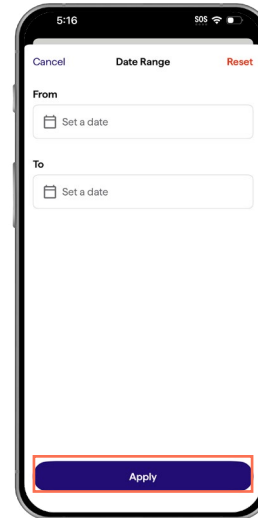 5:16 SOS
Cancel Date Range Reset
From
Set a date
To
Set a date
Apply